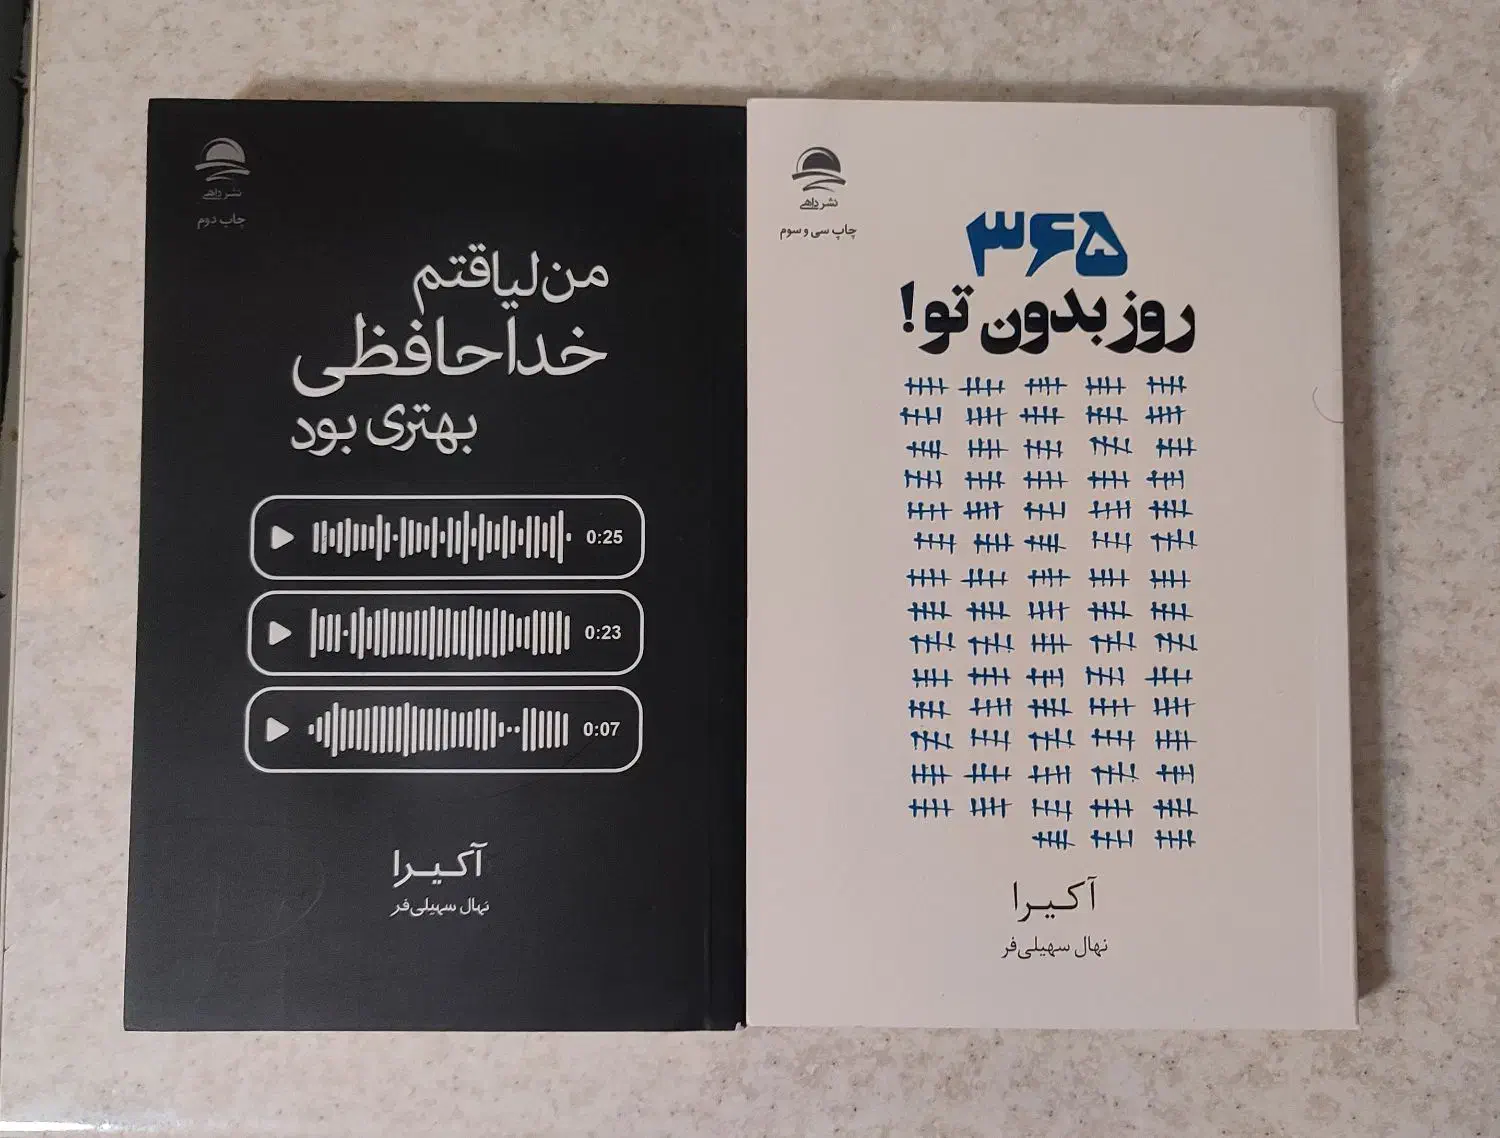 نشر داهی
چاپ دوم
من لیاقتم
خداحافظی
بهتری بود
0:25
0:23
0:07
آکیرا
نهال سهیلی‌فر
نشر داهی
چاپ سی و سوم
۳۶۵
روز بدون تو!
آکیرا
نهال سهیلی‌فر